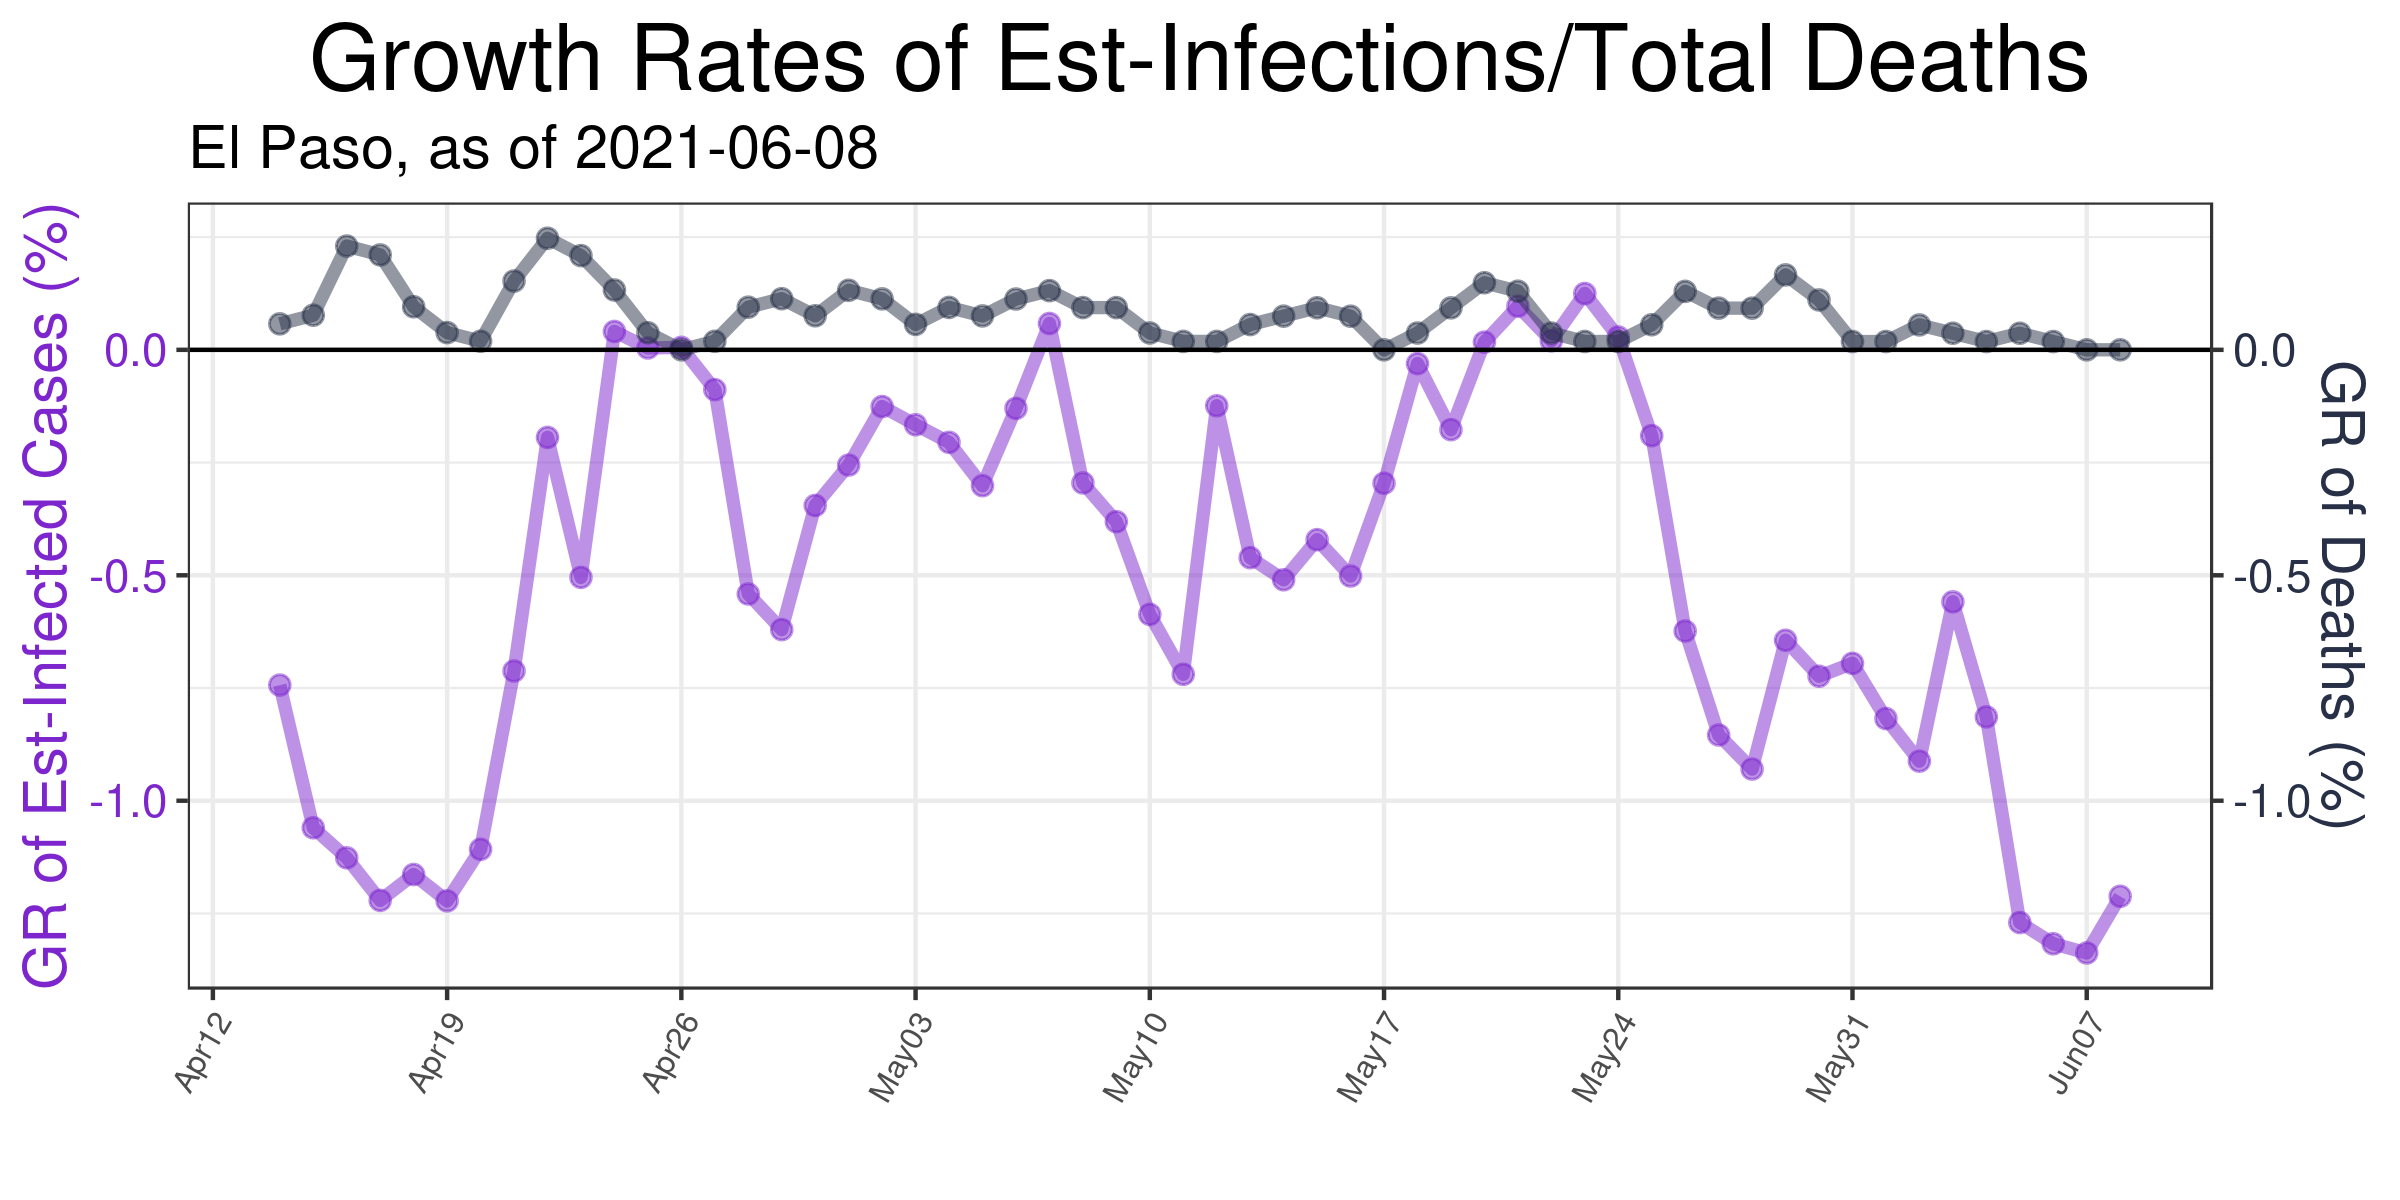 Growth Rates of Est-Infections/Total Deaths
El Paso, as of 2021-06-08
GR of Est-Infected Cases (%)
0.0
-0.5
-1.0
0.0
-0.5
-1.0
GR of Deaths (%)
Apr12
Apr19
Apr26
May03
May10
May17
May24
May31
Jun07